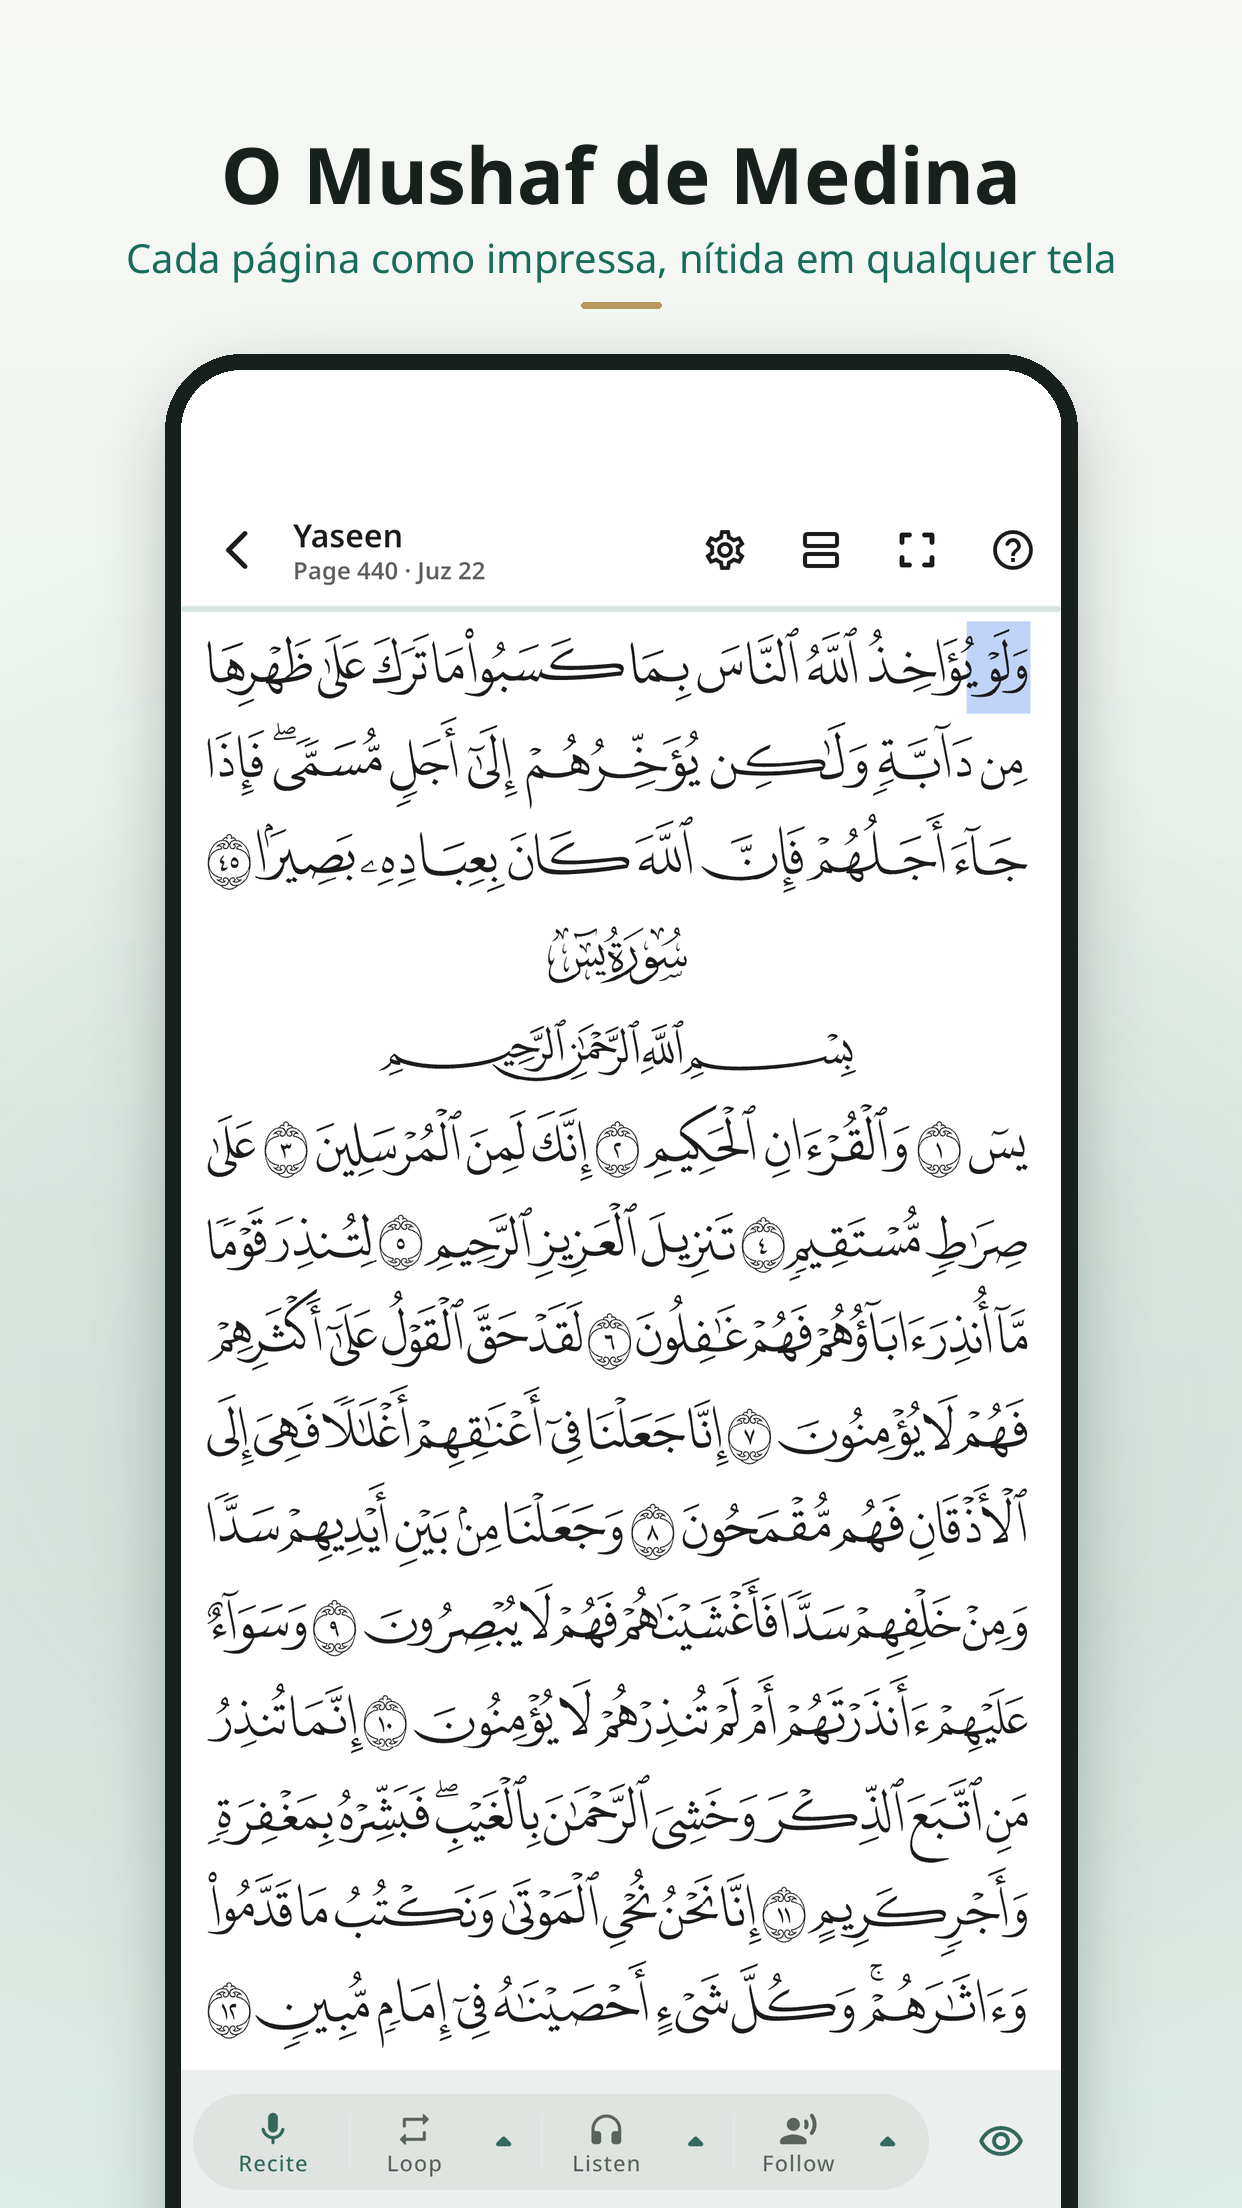 O Mushaf de Medina
Cada página como impressa, nítida em qualquer tela
Yaseen
Page 440 · Juz 22
وَلَوْ يُؤَاخِذُ ٱللَّهُ ٱلنَّاسَ بِمَا كَسَبُوا۟ مَا تَرَكَ عَلَىٰ ظَهْرِهَا
مِن دَآبَّةٍ وَلَٰكِن يُؤَخِّرُهُمْ إِلَىٰٓ أَجَلٍ مُّسَمًّى ۖ فَإِذَا
جَآءَ أَجَلُهُمْ فَإِنَّ ٱللَّهَ كَانَ بِعِبَادِهِۦ بَصِيرًۢا ٤٥
سُورَةُ يسٓ
بِسْمِ ٱللَّهِ ٱلرَّحْمَٰنِ ٱلرَّحِيمِ
يسٓ ١ وَٱلْقُرْءَانِ ٱلْحَكِيمِ ٢ إِنَّكَ لَمِنَ ٱلْمُرْسَلِينَ ٣ عَلَىٰ
صِرَٰطٍ مُّسْتَقِيمٍ ٤ تَنزِيلَ ٱلْعَزِيزِ ٱلرَّحِيمِ ٥ لِتُنذِرَ قَوْمًا
مَّآ أُنذِرَ ءَابَآؤُهُمْ فَهُمْ غَٰفِلُونَ ٦ لَقَدْ حَقَّ ٱلْقَوْلُ عَلَىٰٓ أَكْثَرِهِمْ
فَهُمْ لَا يُؤْمِنُونَ ٧ إِنَّا جَعَلْنَا فِىٓ أَعْنَٰقِهِمْ أَغْلَٰلًا فَهِىَ إِلَى
ٱلْأَذْقَانِ فَهُم مُّقْمَحُونَ ٨ وَجَعَلْنَا مِنۢ بَيْنِ أَيْدِيهِمْ سَدًّا
وَمِنْ خَلْفِهِمْ سَدًّا فَأَغْشَيْنَٰهُمْ فَهُمْ لَا يُبْصِرُونَ ٩ وَسَوَآءٌ
عَلَيْهِمْ ءَأَنذَرْتَهُمْ أَمْ لَمْ تُنذِرْهُمْ لَا يُؤْمِنُونَ ١٠ إِنَّمَا تُنذِرُ
مَنِ ٱتَّبَعَ ٱلذِّكْرَ وَخَشِىَ ٱلرَّحْمَٰنَ بِٱلْغَيْبِ ۖ فَبَشِّرْهُ بِمَغْفِرَةٍ
وَأَجْرٍ كَرِيمٍ ١١ إِنَّا نَحْنُ نُحْىِ ٱلْمَوْتَىٰ وَنَكْتُبُ مَا قَدَّمُوا۟
وَءَاثَٰرَهُمْ ۚ وَكُلَّ شَىْءٍ أَحْصَيْنَٰهُ فِىٓ إِمَامٍ مُّبِينٍ ١٢
Recite Loop Listen Follow